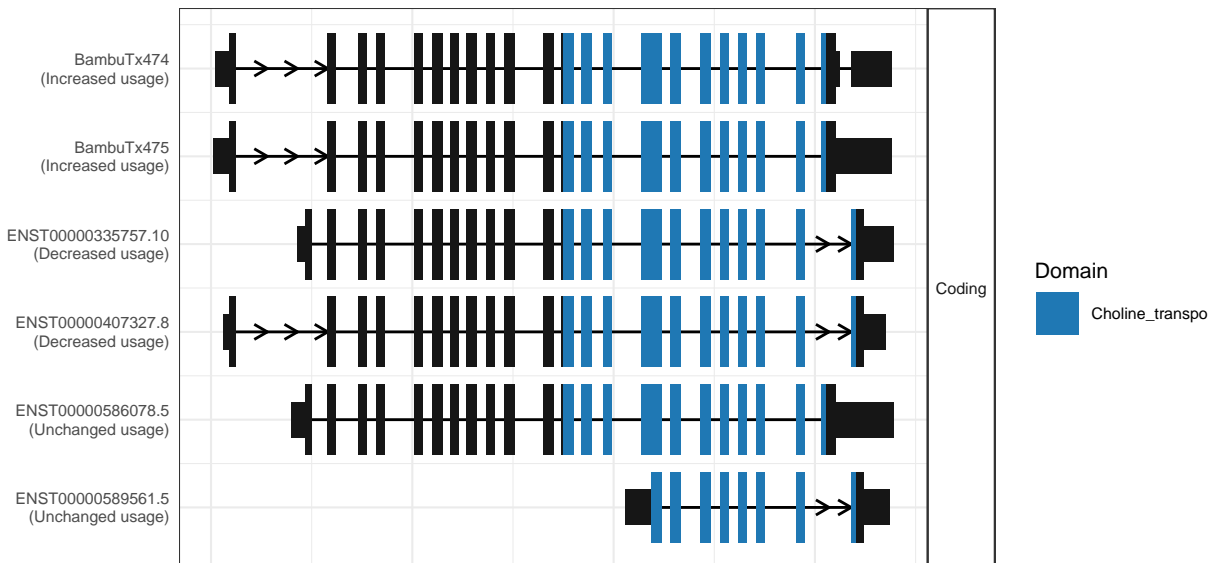 BambuTx474
(Increased usage)
BambuTx475
(Increased usage)
ENST00000335757.10
(Decreased usage)
ENST00000407327.8
(Decreased usage)
ENST00000586078.5
(Unchanged usage)
ENST00000589561.5
(Unchanged usage)
Coding
Domain
Choline_transpo